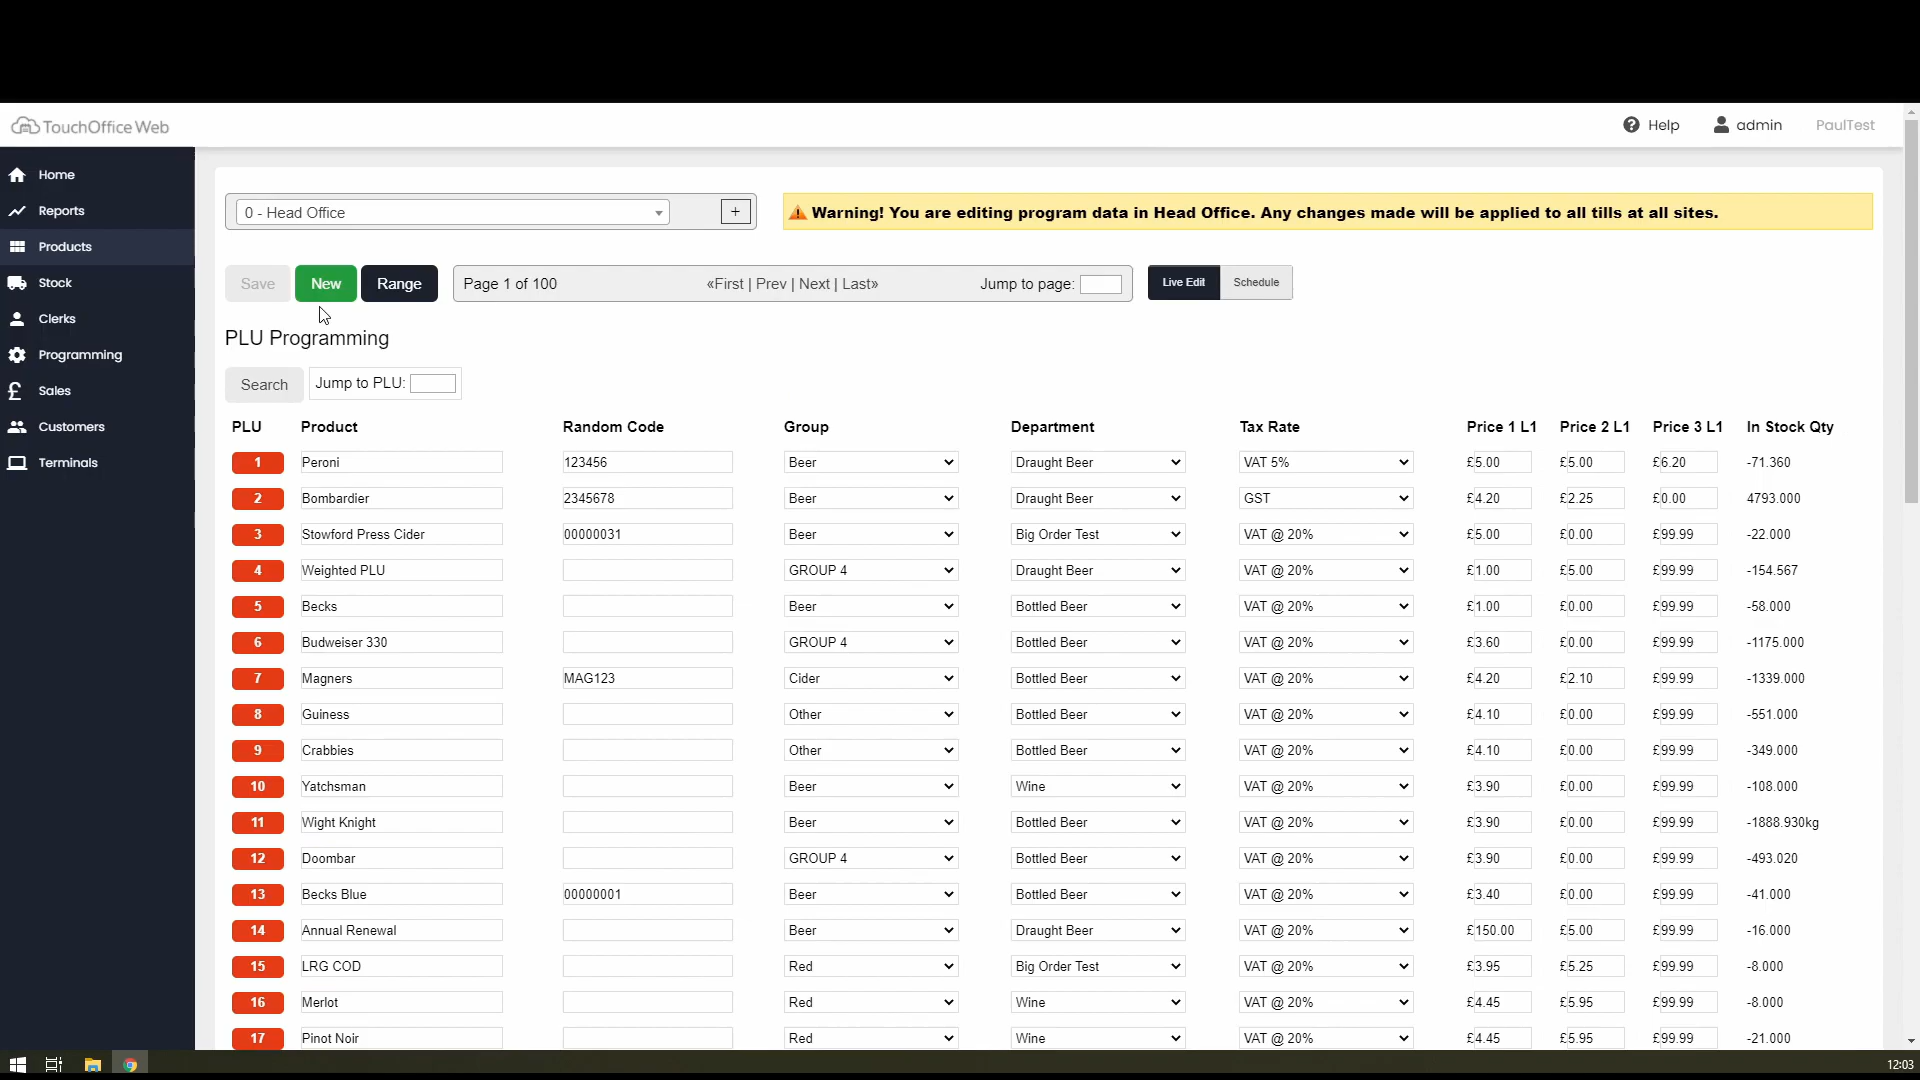 TouchOffice Web
Help
admin
PaulTest
Home
Reports
Products
Stock
Clerks
Programming
Sales
Customers
Terminals
0 - Head Office
+
Warning! You are editing program data in Head Office. Any changes made will be applied to all tills at all sites.
Save New Range Page 1 of 100 «First | Prev | Next | Last» Jump to page: Live Edit Schedule
PLU Programming
Search Jump to PLU:
PLU Product Random Code Group Department Tax Rate Price 1 L1 Price 2 L1 Price 3 L1 In Stock Qty
1 Peroni 123456 Beer Draught Beer VAT 5% £5.00 £5.00 £6.20 -71.360
2 Bombardier 2345678 Beer Draught Beer GST £4.20 £2.25 £0.00 4793.000
3 Stowford Press Cider 00000031 Beer Big Order Test VAT @ 20% £5.00 £0.00 £99.99 -22.000
4 Weighted PLU GROUP 4 Draught Beer VAT @ 20% £1.00 £5.00 £99.99 -154.567
5 Becks Beer Bottled Beer VAT @ 20% £1.00 £0.00 £99.99 -58.000
6 Budweiser 330 GROUP 4 Bottled Beer VAT @ 20% £3.60 £0.00 £99.99 -1175.000
7 Magners MAG123 Cider Bottled Beer VAT @ 20% £4.20 £2.10 £99.99 -1339.000
8 Guiness Other Bottled Beer VAT @ 20% £4.10 £0.00 £99.99 -551.000
9 Crabbies Other Bottled Beer VAT @ 20% £4.10 £0.00 £99.99 -349.000
10 Yatchsman Beer Wine VAT @ 20% £3.90 £0.00 £99.99 -108.000
11 Wight Knight Beer Bottled Beer VAT @ 20% £3.90 £0.00 £99.99 -1888.930kg
12 Doombar GROUP 4 Bottled Beer VAT @ 20% £3.90 £0.00 £99.99 -493.020
13 Becks Blue 00000001 Beer Bottled Beer VAT @ 20% £3.40 £0.00 £99.99 -41.000
14 Annual Renewal Beer Draught Beer VAT @ 20% £150.00 £5.00 £99.99 -16.000
15 LRG COD Red Big Order Test VAT @ 20% £3.95 £5.25 £99.99 -8.000
16 Merlot Red Wine VAT @ 20% £4.45 £5.95 £99.99 -8.000
17 Pinot Noir Red Wine VAT @ 20% £4.45 £5.95 £99.99 -21.000
12:03